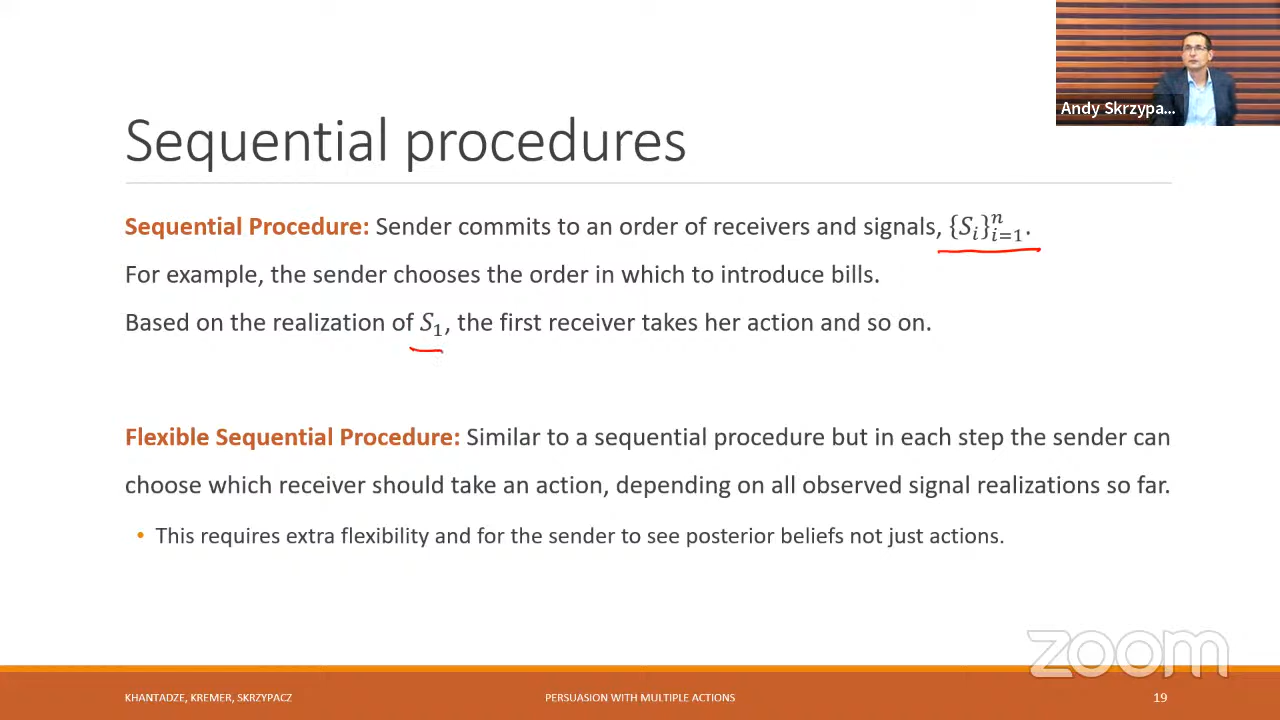 Andy Skrzypa...
Sequential procedures
Sequential Procedure: Sender commits to an order of receivers and signals, {S_i}_{i=1}^n.
For example, the sender chooses the order in which to introduce bills.
Based on the realization of S_1, the first receiver takes her action and so on.
Flexible Sequential Procedure: Similar to a sequential procedure but in each step the sender can
choose which receiver should take an action, depending on all observed signal realizations so far.
• This requires extra flexibility and for the sender to see posterior beliefs not just actions.
zoom
KHANTADZE, KREMER, SKRZYPACZ
PERSUASION WITH MULTIPLE ACTIONS
19